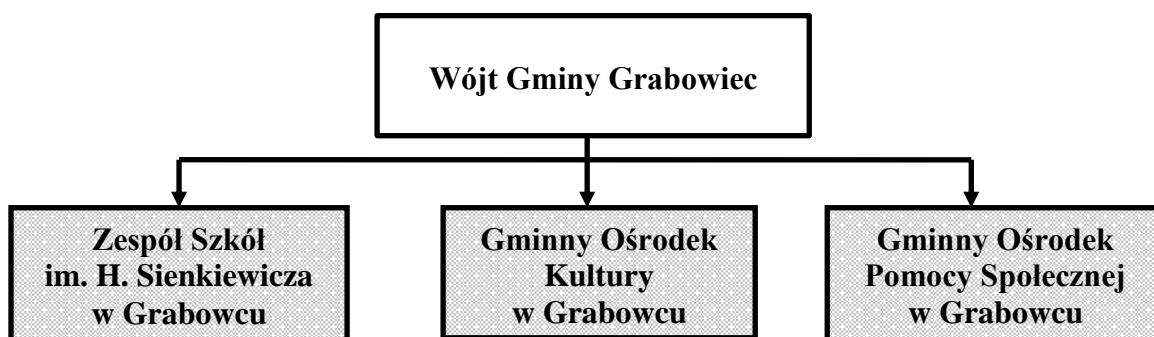 Wójt Gminy Grabowiec
Zespół Szkół
im. H. Sienkiewicza
w Grabowcu
Gminny Ośrodek
Kultury
w Grabowcu
Gminny Ośrodek
Pomocy Społecznej
w Grabowcu